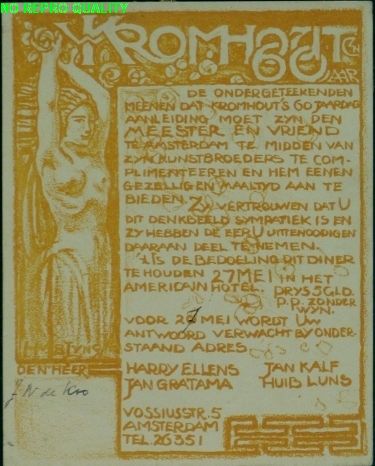 NO REPRO QUALITY
KROMHOUT
60
JAAR
DE ONDERGETEEKENDEN
MEENEN DAT KROMHOUT'S 60 JAARDAG
AANLEIDING MOET ZYN DEN
MEESTER EN VRIEND
TE AMSTERDAM TE MIDDEN VAN
ZYN KUNSTBROEDERS TE COM-
PLIMENTEEREN EN HEM EENEN
GEZELLIGEN MAALTYD AAN TE
BIEDEN. ZY VERTROUWEN DAT U
DIT DENKBEELD SYMPATIEK IS EN
ZY HEBBEN DE EER U UITTENOODIGEN
DAARAAN DEEL TE NEMEN.
IS DE BEDOELING DIT DINER
TE HOUDEN 27 MEI IN HET
AMERICAIN HOTEL. PRYS 5 GLD.
P.P. ZONDER
WYN.
VOOR 20 MEI WORDT UW
ANTWOORD VERWACHT BY ONDER-
STAAND ADRES
HARRY ELLENS JAN KALF
JAN GRATAMA HUIB LUNS
DEN HEER
VOSSIUSSTR. 5
AMSTERDAM
TEL. 26351